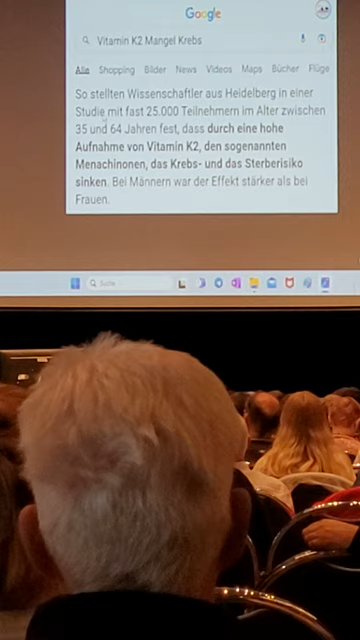 Google
Vitamin K2 Mangel Krebs
Alle Shopping Bilder News Videos Maps Bücher Flüge
So stellten Wissenschaftler aus Heidelberg in einer
Studie mit fast 25.000 Teilnehmern im Alter zwischen
35 und 64 Jahren fest, dass durch eine hohe
Aufnahme von Vitamin K2, den sogenannten
Menachinonen, das Krebs- und das Sterberisiko
sinken. Bei Männern war der Effekt stärker als bei
Frauen.
Suche